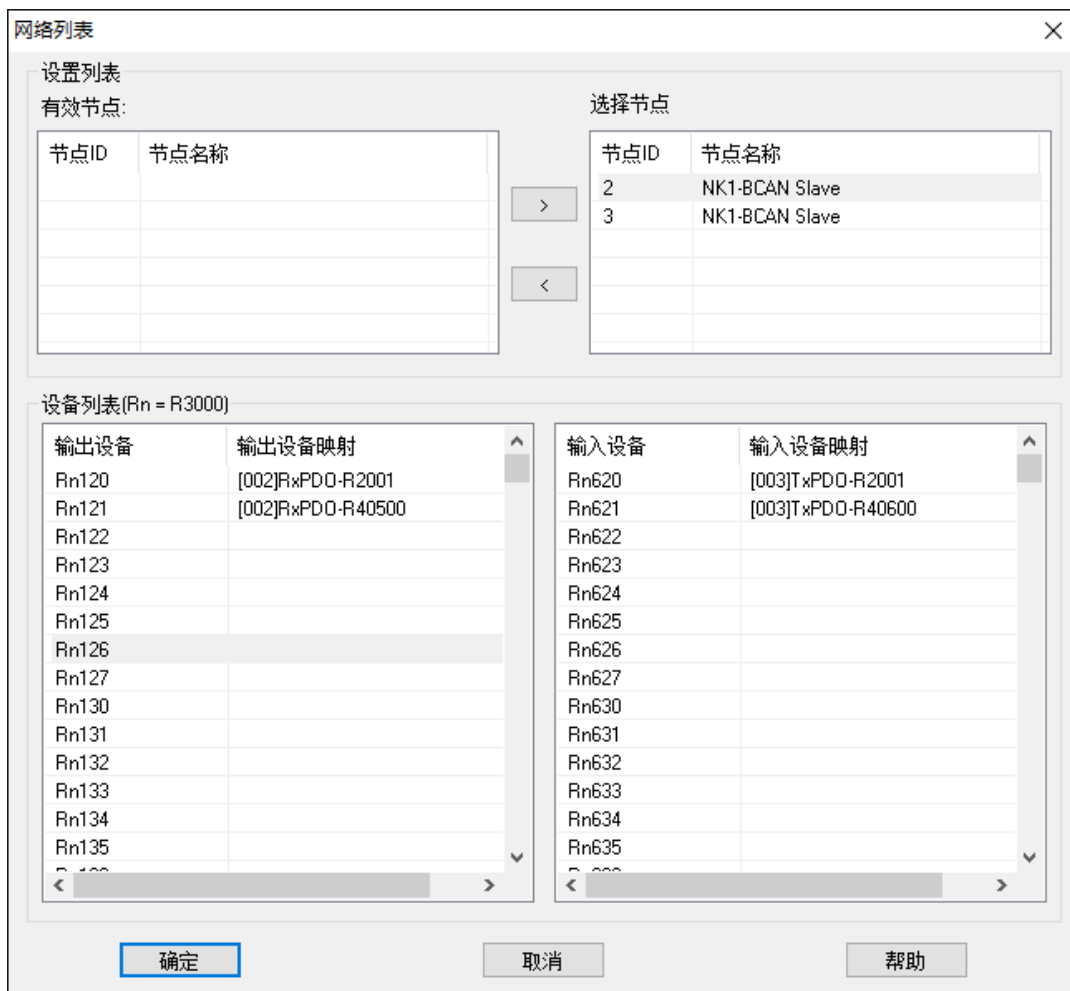 网络列表
设置列表
有效节点:
节点ID 节点名称
>
<
选择节点
节点ID 节点名称
2 NK1-BCAN Slave
3 NK1-BCAN Slave
设备列表(Rn = R3000)
输出设备 输出设备映射
Rn120 [002]RxPDO-R2001
Rn121 [002]RxPDO-R40500
Rn122
Rn123
Rn124
Rn125
Rn126
Rn127
Rn130
Rn131
Rn132
Rn133
Rn134
Rn135
输入设备 输入设备映射
Rn620 [003]TxPDO-R2001
Rn621 [003]TxPDO-R40600
Rn622
Rn623
Rn624
Rn625
Rn626
Rn627
Rn630
Rn631
Rn632
Rn633
Rn634
Rn635
确定 取消 帮助